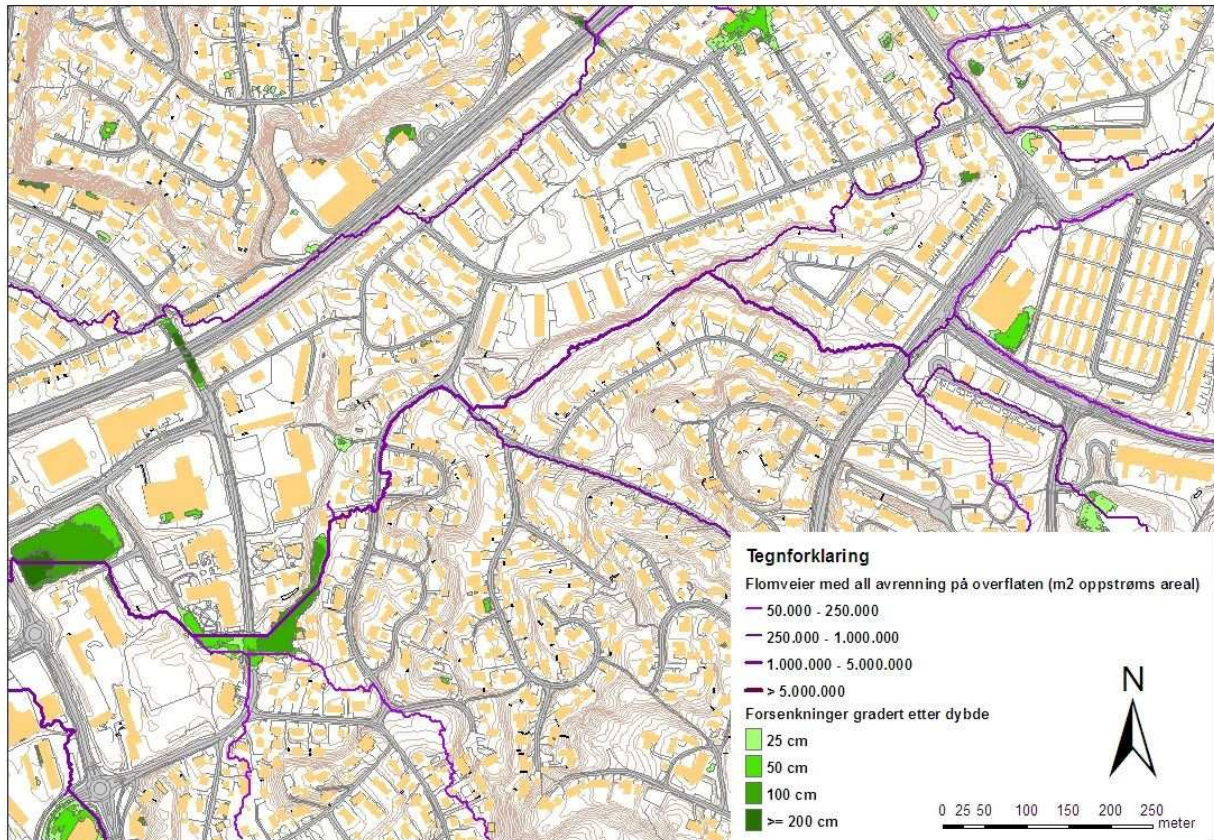 Tegnforklaring
Flomveier med all avrenning på overflaten (m2 oppstrøms areal)
50.000 - 250.000
250.000 - 1.000.000
1.000.000 - 5.000.000
> 5.000.000
Forsenkninger gradert etter dybde
25 cm
50 cm
100 cm
>= 200 cm
N
0 25 50 100 150 200 250
meter